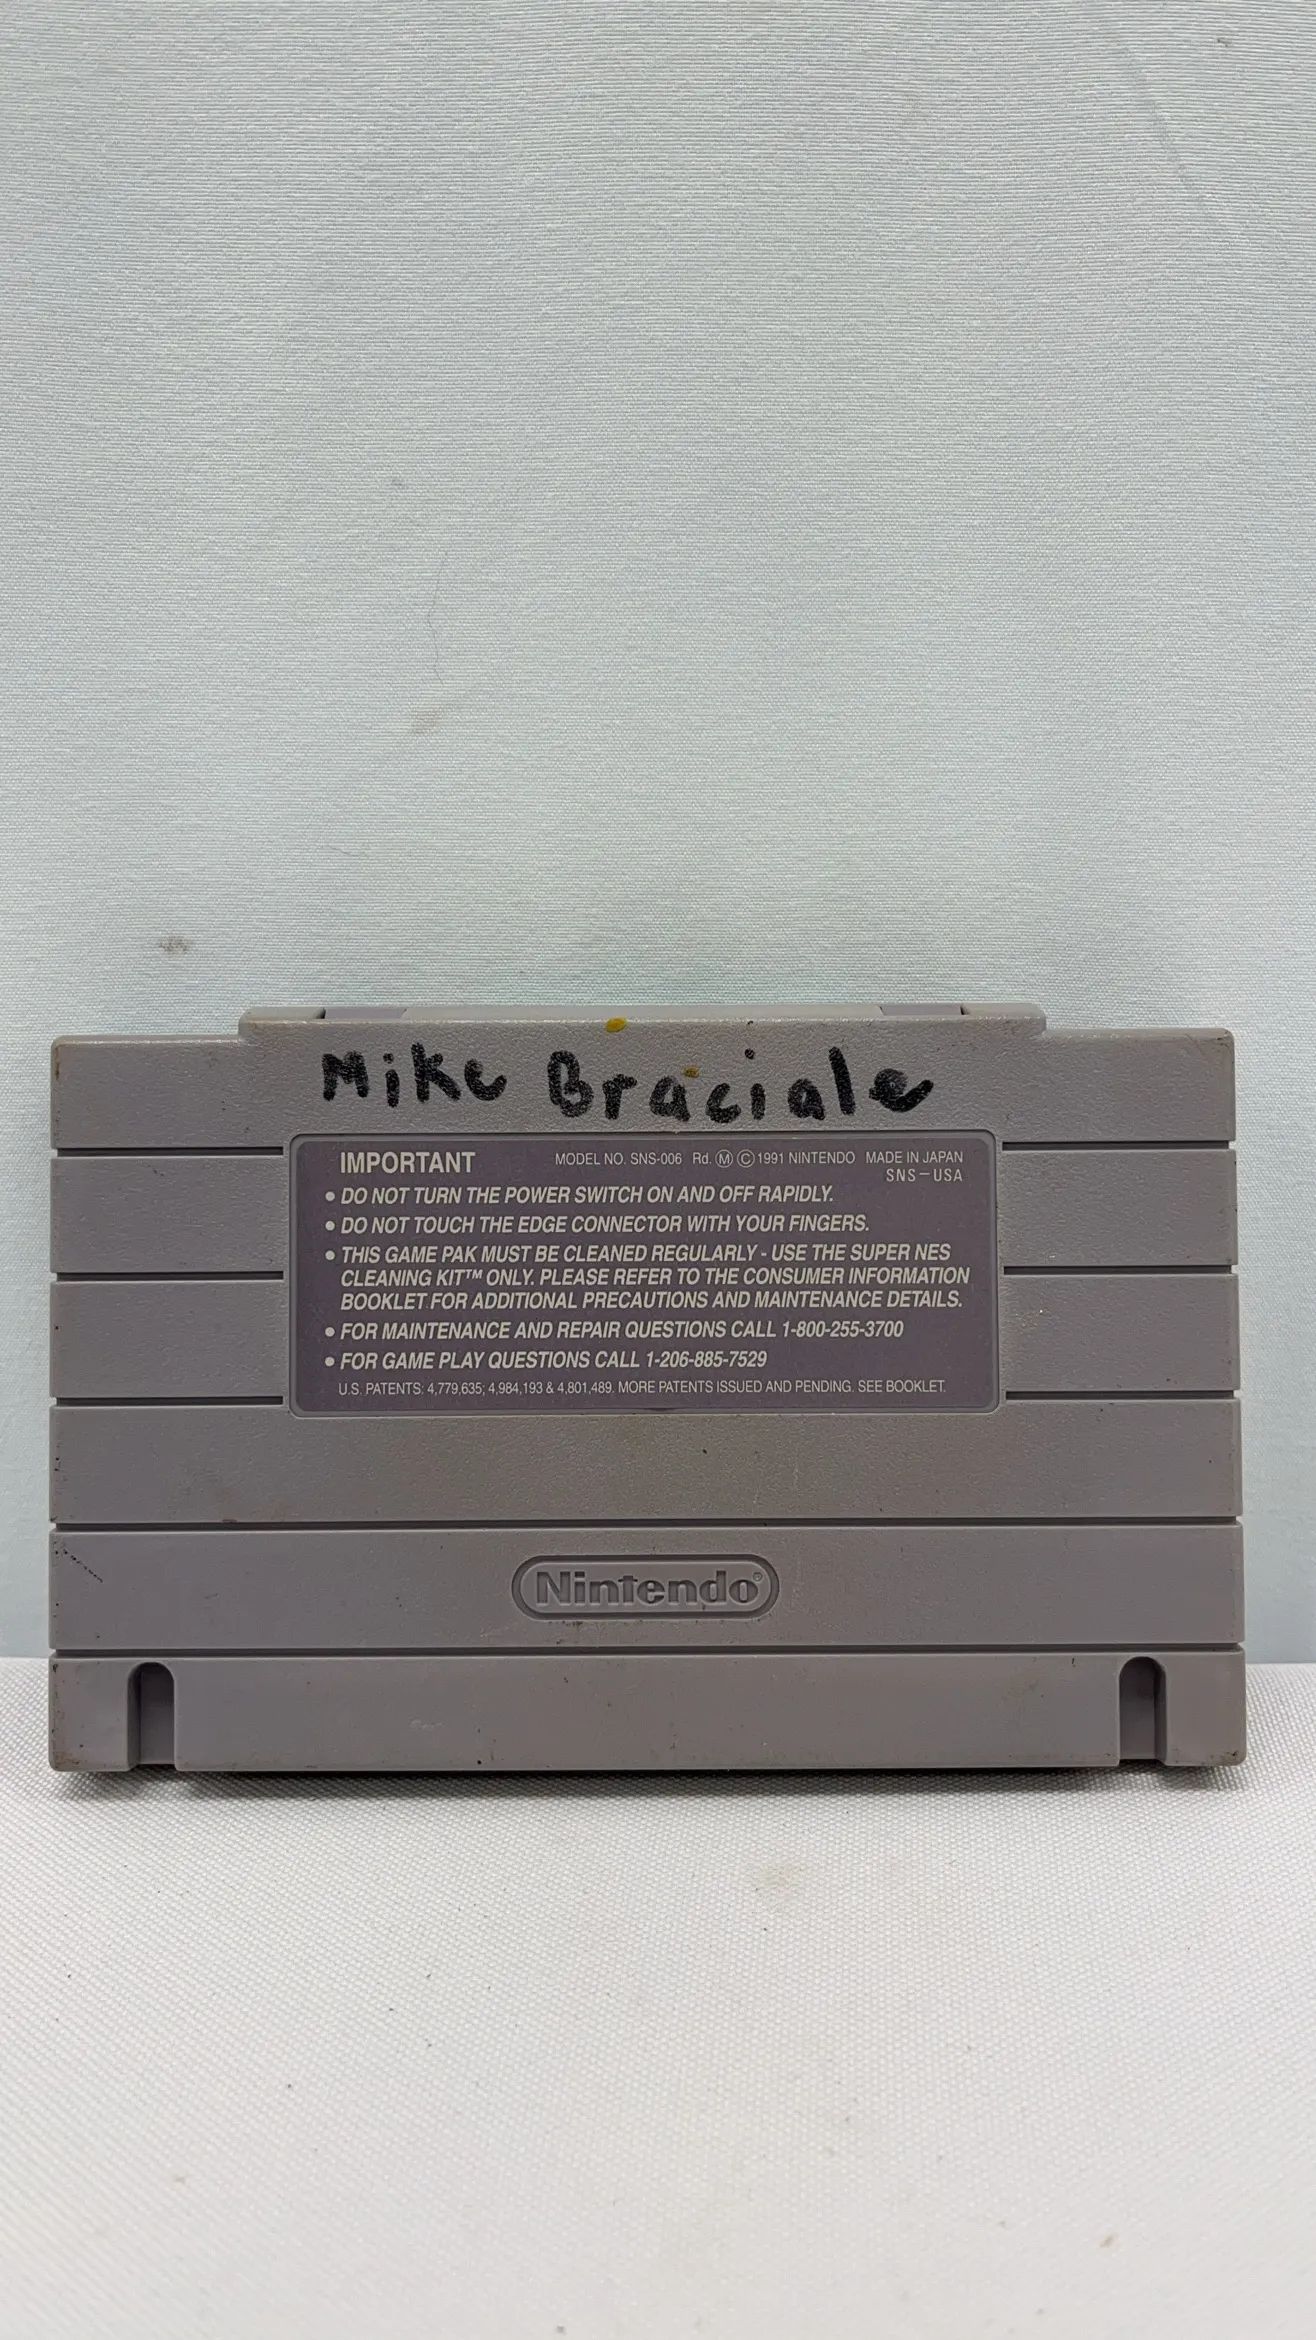 Mike Braciale
IMPORTANT MODEL NO. SNS-006 Rd. Ⓜ Ⓒ 1991 NINTENDO MADE IN JAPAN
SNS-USA
• DO NOT TURN THE POWER SWITCH ON AND OFF RAPIDLY.
• DO NOT TOUCH THE EDGE CONNECTOR WITH YOUR FINGERS.
• THIS GAME PAK MUST BE CLEANED REGULARLY - USE THE SUPER NES
CLEANING KIT™ ONLY. PLEASE REFER TO THE CONSUMER INFORMATION
BOOKLET FOR ADDITIONAL PRECAUTIONS AND MAINTENANCE DETAILS.
• FOR MAINTENANCE AND REPAIR QUESTIONS CALL 1-800-255-3700
• FOR GAME PLAY QUESTIONS CALL 1-206-885-7529
U.S. PATENTS: 4,779,635; 4,984,193 & 4,801,489. MORE PATENTS ISSUED AND PENDING. SEE BOOKLET.
Nintendo®